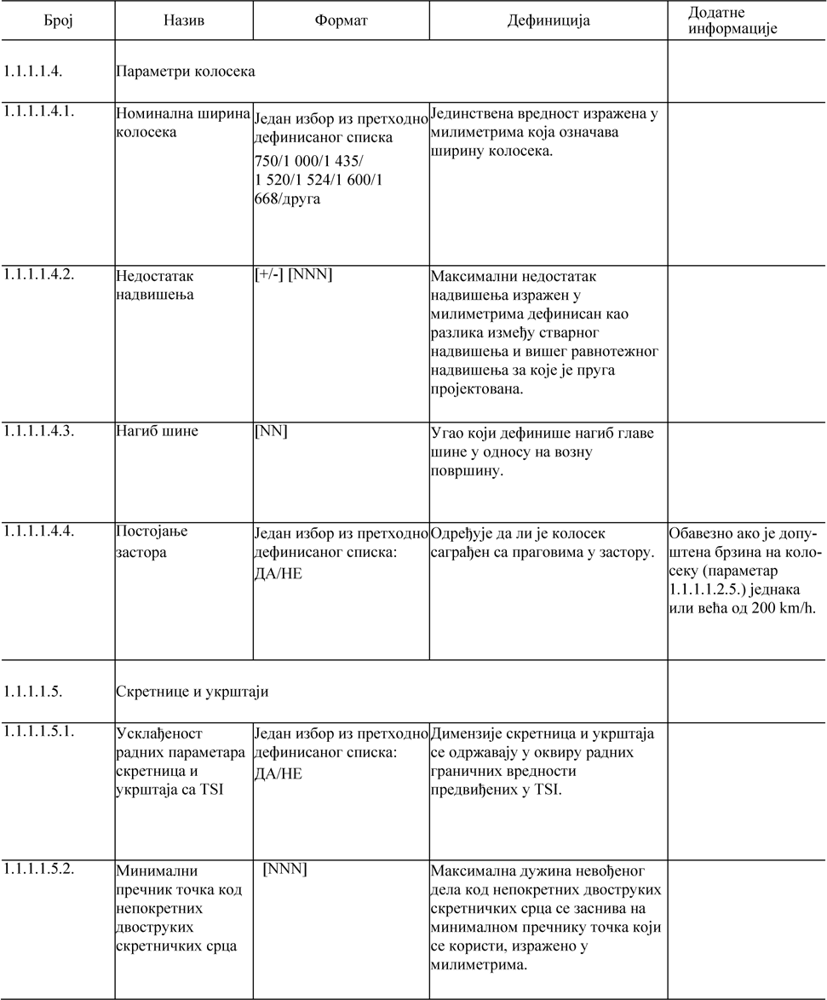 Број
Назив
Формат
Дефиниција
Додатне
информације
1.1.1.1.4.
Параметри колосека
1.1.1.1.4.1.
Номинална ширина
колосека
Један избор из претходно
дефинисаног списка
750/1 000/1 435/
1 520/1 524/1 600/1
668/друга
Јединствена вредност изражена у
милиметрима која означава
ширину колосека.
1.1.1.1.4.2.
Недостатак
надвишења
[+/-] [NNN]
Максимални недостатак
надвишења изражен у
милиметрима дефинисан као
разлика између стварног
надвишења и вишег равнотежног
надвишења за које је пруга
пројектована.
1.1.1.1.4.3.
Нагиб шине
[NN]
Угао који дефинише нагиб главе
шине у односу на возну
површину.
1.1.1.1.4.4.
Постојање
застора
Један избор из претходно
дефинисаног списка:
ДА/НЕ
Одређује да ли је колосек
саграђен са праговима у застору.
Обавезно ако је допу-
штена брзина на коло-
секу (параметар
1.1.1.1.2.5.) једнака
или већа од 200 km/h.
1.1.1.1.5.
Скретнице и укрштаји
1.1.1.1.5.1.
Усклађеност
радних параметара
скретница и
укрштаја са TSI
Један избор из претходно
дефинисаног списка:
ДА/НЕ
Димензије скретница и укрштаја
се одржавају у оквиру радних
граничних вредности
предвиђених у TSI.
1.1.1.1.5.2.
Минимални
пречник точка код
непокретних
двоструких
скретничких срца
[NNN]
Максимална дужина невођеног
дела код непокретних двоструких
скретничких срца се заснива на
минималном пречнику точка који
се користи, изражено у
милиметрима.